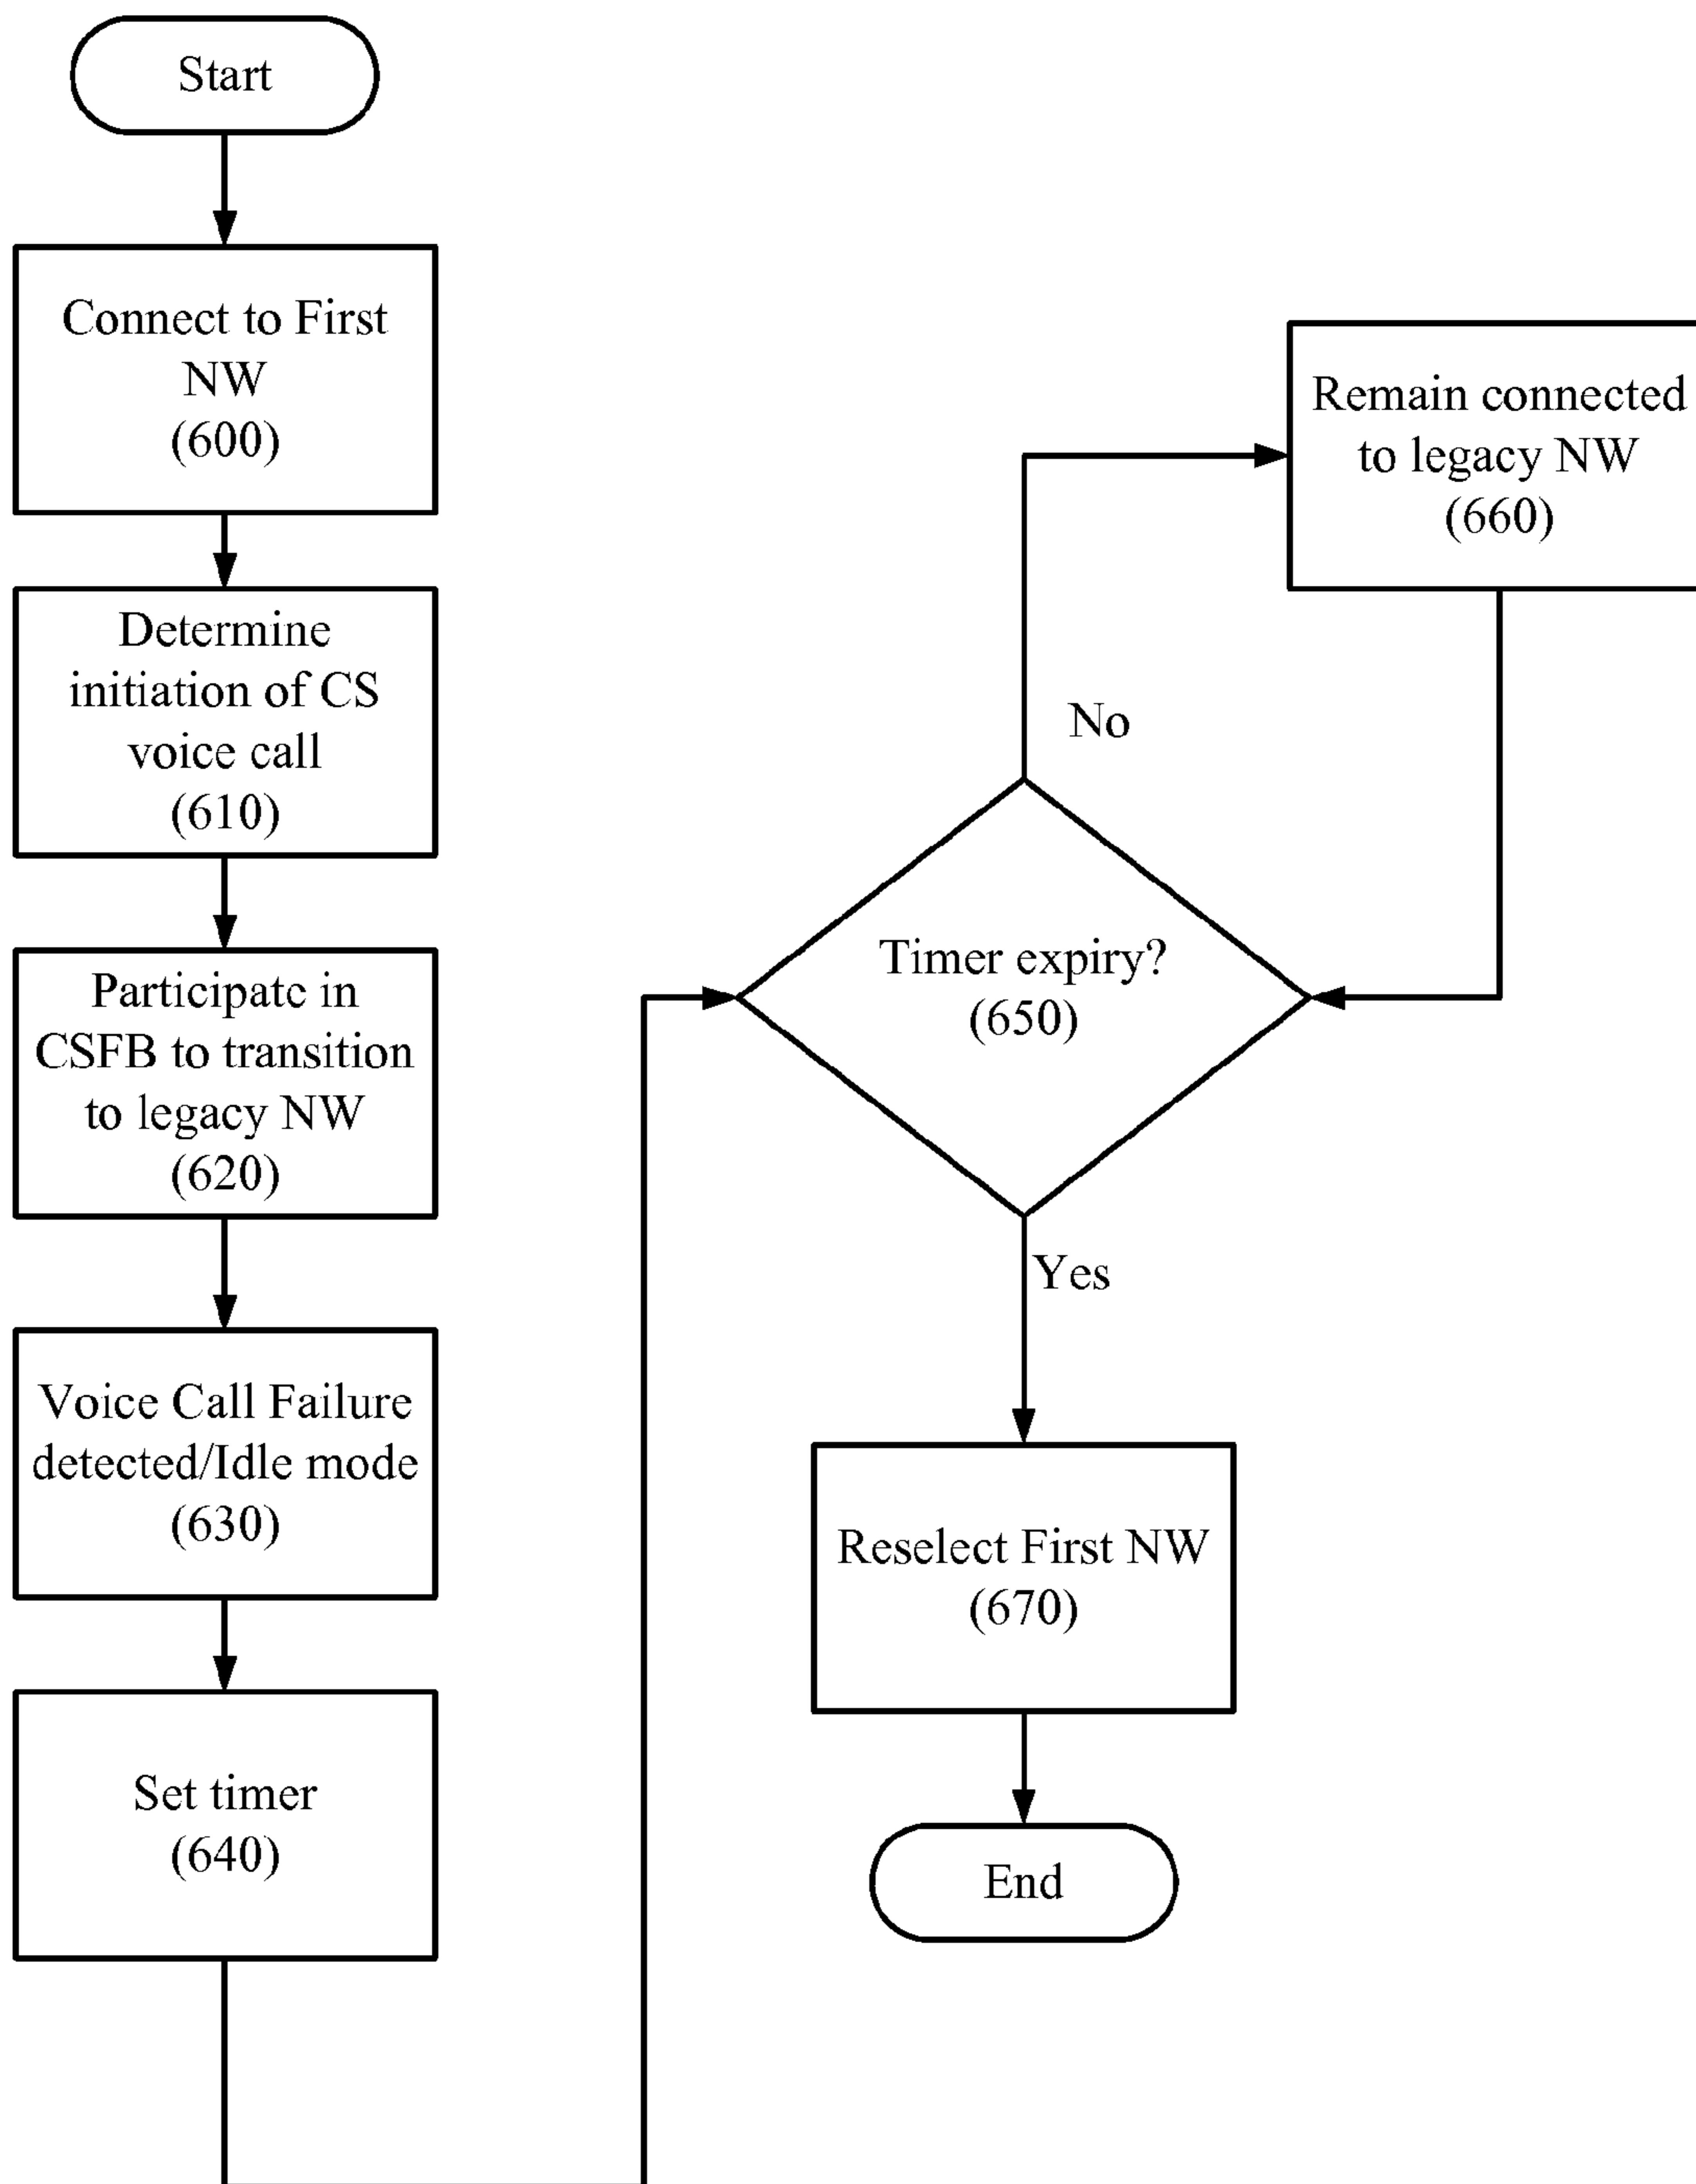 Start
Connect to First
NW
(600)
Determine
initiation of CS
voice call
(610)
Participate in
CSFB to transition
to legacy NW
(620)
Voice Call Failure
detected/Idle mode
(630)
Set timer
(640)
Timer expiry?
(650)
No
Remain connected
to legacy NW
(660)
Yes
Reselect First NW
(670)
End